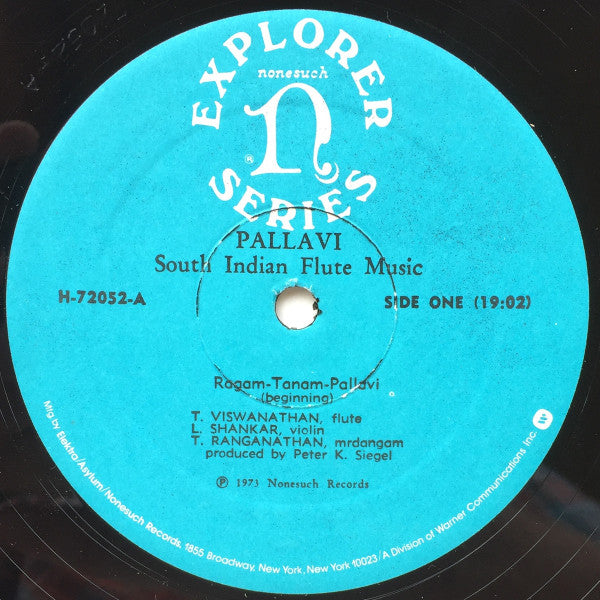 EXPLORER
nonesuch
n
®
SERIES
PALLAVI
South Indian Flute Music
H-72052-A
SIDE ONE (19:02)
Ragam-Tanam-Pallavi
(beginning)
T. VISWANATHAN, flute
L. SHANKAR, violin
T. RANGANATHAN, mrdangam
produced by Peter K. Siegel
℗ 1973 Nonesuch Records
Mfg by Elektra/Asylum/Nonesuch Records, 1855 Broadway, New York, New York 10023/A Division of Warner Communications Inc.